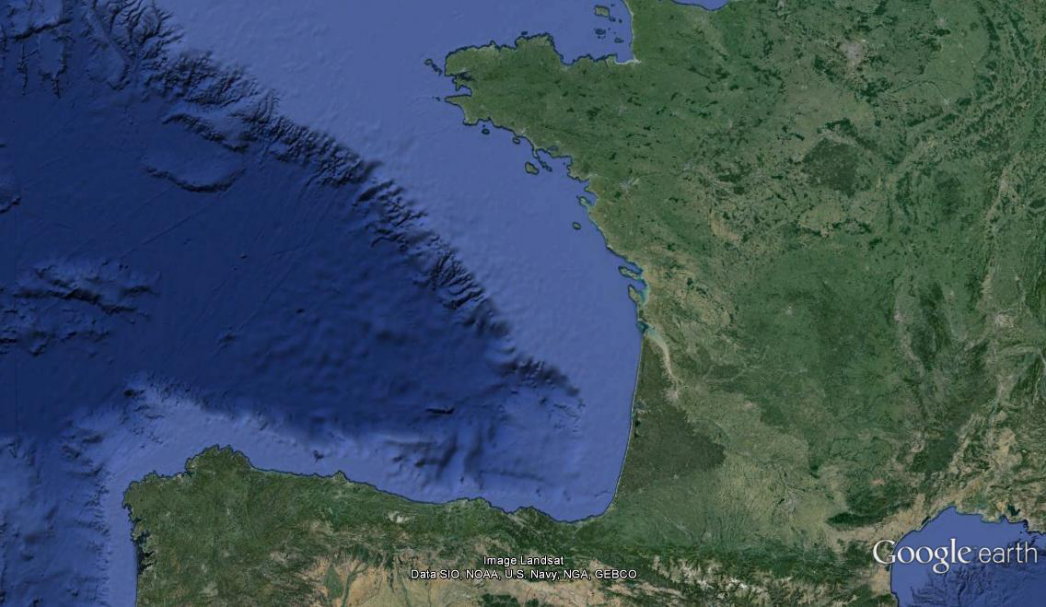 Google earth
Image Landsat
Data SIO, NOAA, U.S. Navy, NGA, GEBCO